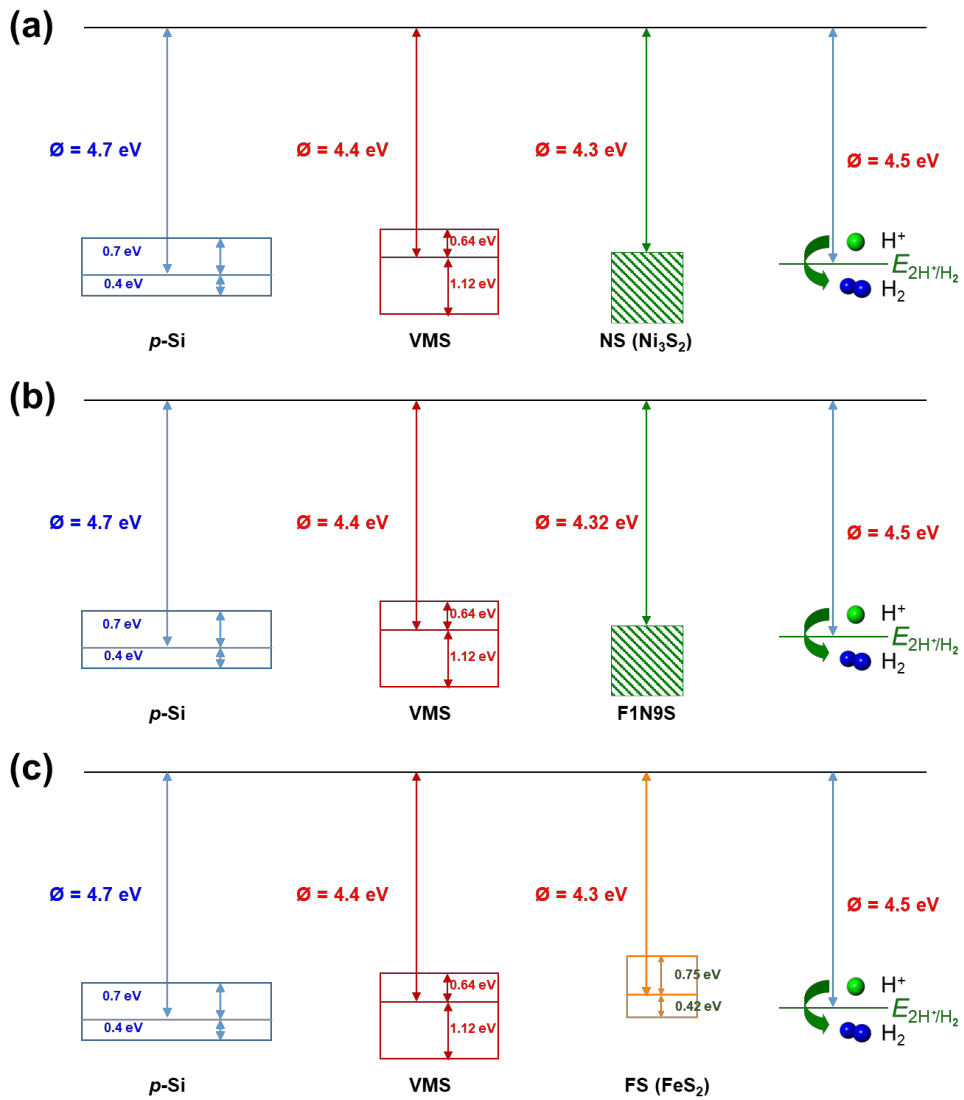 (a)
Ø = 4.7 eV
Ø = 4.4 eV
Ø = 4.3 eV
Ø = 4.5 eV
0.7 eV
0.4 eV
0.64 eV
1.12 eV
H⁺
E₂H⁺/H₂
H₂
p-Si
VMS
NS (Ni₃S₂)
(b)
Ø = 4.7 eV
Ø = 4.4 eV
Ø = 4.32 eV
Ø = 4.5 eV
0.7 eV
0.4 eV
0.64 eV
1.12 eV
H⁺
E₂H⁺/H₂
H₂
p-Si
VMS
F1N9S
(c)
Ø = 4.7 eV
Ø = 4.4 eV
Ø = 4.3 eV
Ø = 4.5 eV
0.7 eV
0.4 eV
0.64 eV
1.12 eV
0.75 eV
0.42 eV
H⁺
E₂H⁺/H₂
H₂
p-Si
VMS
FS (FeS₂)